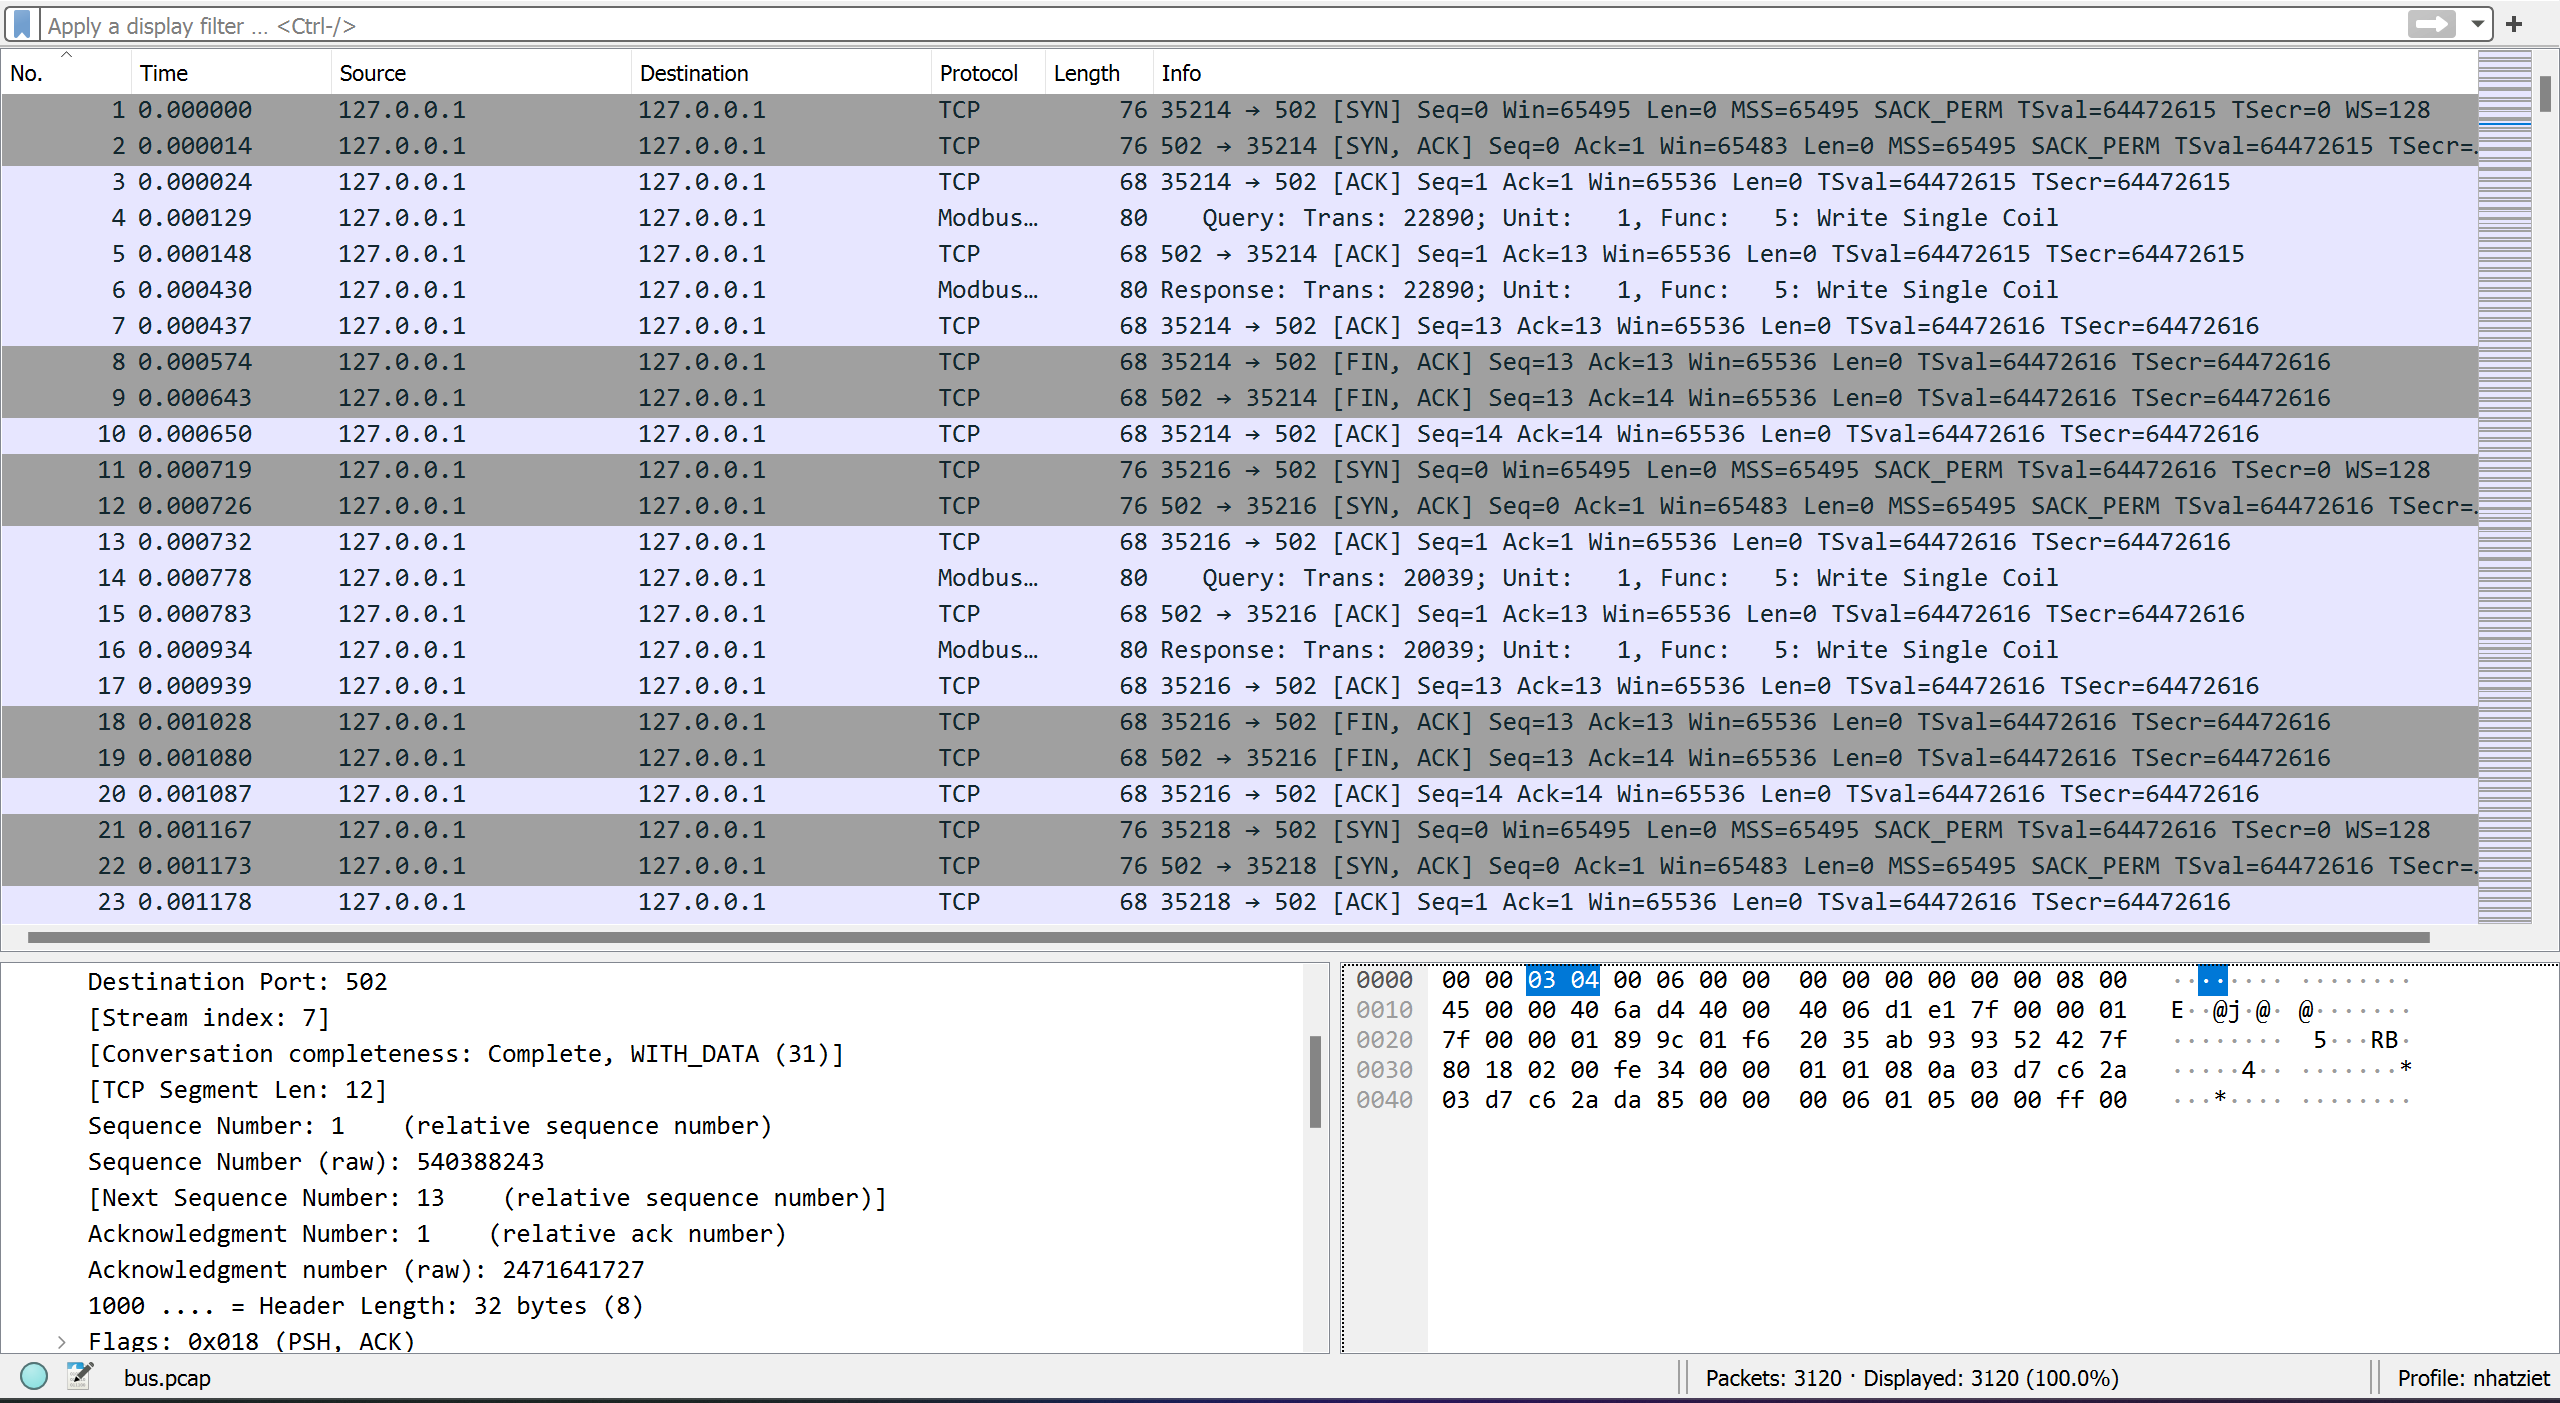 Apply a display filter ... <Ctrl-/>
No. Time Source Destination Protocol Length Info
1 0.000000 127.0.0.1 127.0.0.1 TCP 76 35214 → 502 [SYN] Seq=0 Win=65495 Len=0 MSS=65495 SACK_PERM TSval=64472615 TSecr=0 WS=128
2 0.000014 127.0.0.1 127.0.0.1 TCP 76 502 → 35214 [SYN, ACK] Seq=0 Ack=1 Win=65483 Len=0 MSS=65495 SACK_PERM TSval=64472615 TSecr=…
3 0.000024 127.0.0.1 127.0.0.1 TCP 68 35214 → 502 [ACK] Seq=1 Ack=1 Win=65536 Len=0 TSval=64472615 TSecr=64472615
4 0.000129 127.0.0.1 127.0.0.1 Modbus… 80 Query: Trans: 22890; Unit: 1, Func: 5: Write Single Coil
5 0.000148 127.0.0.1 127.0.0.1 TCP 68 502 → 35214 [ACK] Seq=1 Ack=13 Win=65536 Len=0 TSval=64472615 TSecr=64472615
6 0.000430 127.0.0.1 127.0.0.1 Modbus… 80 Response: Trans: 22890; Unit: 1, Func: 5: Write Single Coil
7 0.000437 127.0.0.1 127.0.0.1 TCP 68 35214 → 502 [ACK] Seq=13 Ack=13 Win=65536 Len=0 TSval=64472616 TSecr=64472616
8 0.000574 127.0.0.1 127.0.0.1 TCP 68 35214 → 502 [FIN, ACK] Seq=13 Ack=13 Win=65536 Len=0 TSval=64472616 TSecr=64472616
9 0.000643 127.0.0.1 127.0.0.1 TCP 68 502 → 35214 [FIN, ACK] Seq=13 Ack=14 Win=65536 Len=0 TSval=64472616 TSecr=64472616
10 0.000650 127.0.0.1 127.0.0.1 TCP 68 35214 → 502 [ACK] Seq=14 Ack=14 Win=65536 Len=0 TSval=64472616 TSecr=64472616
11 0.000719 127.0.0.1 127.0.0.1 TCP 76 35216 → 502 [SYN] Seq=0 Win=65495 Len=0 MSS=65495 SACK_PERM TSval=64472616 TSecr=0 WS=128
12 0.000726 127.0.0.1 127.0.0.1 TCP 76 502 → 35216 [SYN, ACK] Seq=0 Ack=1 Win=65483 Len=0 MSS=65495 SACK_PERM TSval=64472616 TSecr=…
13 0.000732 127.0.0.1 127.0.0.1 TCP 68 35216 → 502 [ACK] Seq=1 Ack=1 Win=65536 Len=0 TSval=64472616 TSecr=64472616
14 0.000778 127.0.0.1 127.0.0.1 Modbus… 80 Query: Trans: 20039; Unit: 1, Func: 5: Write Single Coil
15 0.000783 127.0.0.1 127.0.0.1 TCP 68 502 → 35216 [ACK] Seq=1 Ack=13 Win=65536 Len=0 TSval=64472616 TSecr=64472616
16 0.000934 127.0.0.1 127.0.0.1 Modbus… 80 Response: Trans: 20039; Unit: 1, Func: 5: Write Single Coil
17 0.000939 127.0.0.1 127.0.0.1 TCP 68 35216 → 502 [ACK] Seq=13 Ack=13 Win=65536 Len=0 TSval=64472616 TSecr=64472616
18 0.001028 127.0.0.1 127.0.0.1 TCP 68 35216 → 502 [FIN, ACK] Seq=13 Ack=13 Win=65536 Len=0 TSval=64472616 TSecr=64472616
19 0.001080 127.0.0.1 127.0.0.1 TCP 68 502 → 35216 [FIN, ACK] Seq=13 Ack=14 Win=65536 Len=0 TSval=64472616 TSecr=64472616
20 0.001087 127.0.0.1 127.0.0.1 TCP 68 35216 → 502 [ACK] Seq=14 Ack=14 Win=65536 Len=0 TSval=64472616 TSecr=64472616
21 0.001167 127.0.0.1 127.0.0.1 TCP 76 35218 → 502 [SYN] Seq=0 Win=65495 Len=0 MSS=65495 SACK_PERM TSval=64472616 TSecr=0 WS=128
22 0.001173 127.0.0.1 127.0.0.1 TCP 76 502 → 35218 [SYN, ACK] Seq=0 Ack=1 Win=65483 Len=0 MSS=65495 SACK_PERM TSval=64472616 TSecr=…
23 0.001178 127.0.0.1 127.0.0.1 TCP 68 35218 → 502 [ACK] Seq=1 Ack=1 Win=65536 Len=0 TSval=64472616 TSecr=64472616
Destination Port: 502
[Stream index: 7]
[Conversation completeness: Complete, WITH_DATA (31)]
[TCP Segment Len: 12]
Sequence Number: 1 (relative sequence number)
Sequence Number (raw): 540388243
[Next Sequence Number: 13 (relative sequence number)]
Acknowledgment Number: 1 (relative ack number)
Acknowledgment number (raw): 2471641727
1000 .... = Header Length: 32 bytes (8)
Flags: 0x018 (PSH, ACK)
0000 00 00 03 04 00 06 00 00 00 00 00 00 00 00 08 00 ········ ········
0010 45 00 00 40 6a d4 40 00 40 06 d1 e1 7f 00 00 01 E··@j·@· @·······
0020 7f 00 00 01 89 9c 01 f6 20 35 ab 93 93 52 42 7f ········ 5···RB·
0030 80 18 02 00 fe 34 00 00 01 01 08 0a 03 d7 c6 2a ·····4·· ·······*
0040 03 d7 c6 2a da 85 00 00 00 06 01 05 00 00 ff 00 ···*···· ········
bus.pcap
Packets: 3120 · Displayed: 3120 (100.0%)
Profile: nhatziet